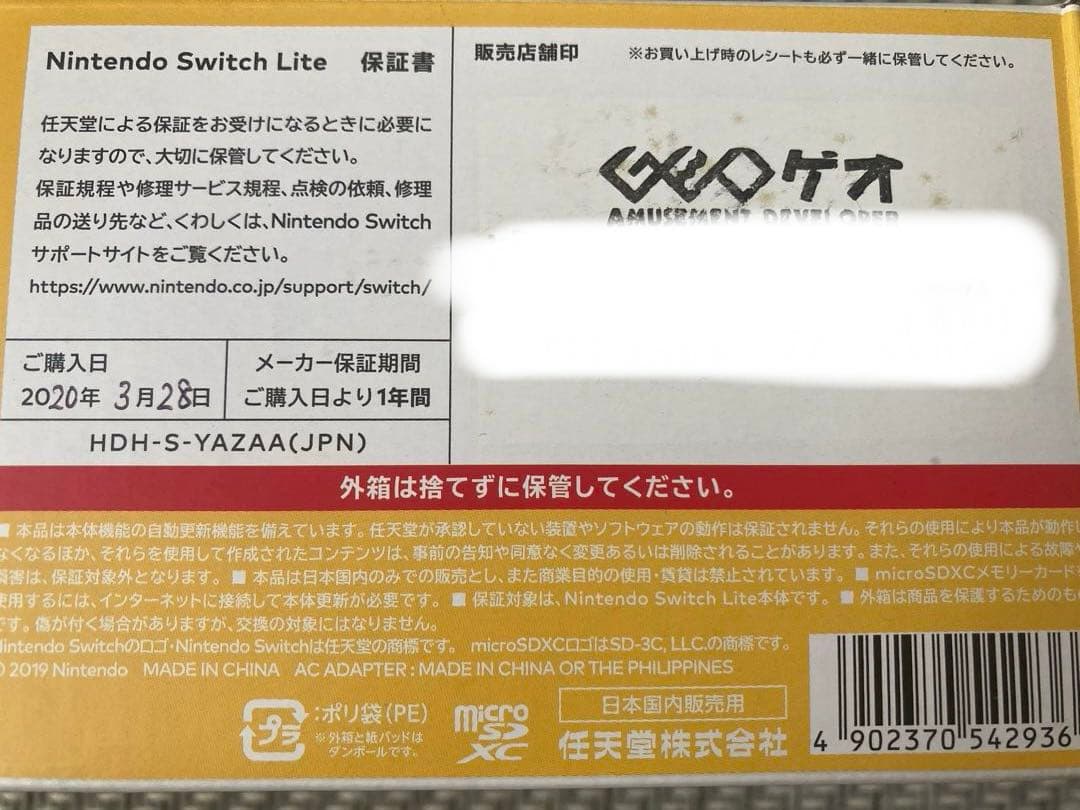 Nintendo Switch Lite 保証書
任天堂による保証をお受けになるときに必要に
なりますので、大切に保管してください。
保証規程や修理サービス規程、点検の依頼、修理
品の送り先など、くわしくは、Nintendo Switch
サポートサイトをご覧ください。
https://www.nintendo.co.jp/support/switch/
ご購入日
2020年 3月28日
メーカー保証期間
ご購入日より1年間
HDH-S-YAZAA(JPN)
販売店舗印
※お買い上げ時のレシートも必ず一緒に保管してください。
GEO ゲオ
AMUSEMENT DEVELOPER
外箱は捨てずに保管してください。
■ 本品は本体機能の自動更新機能を備えています。任天堂が承認していない装置やソフトウェアの動作は保証されません。それらの使用により本品が動作し
なくなるほか、それらを使用して作成されたコンテンツは、事前の告知や同意なく変更あるいは削除されることがあります。また、それらの使用による故障や
損害は、保証対象外となります。 ■ 本品は日本国内のみでの販売とし、また商業目的の使用・賃貸は禁止されています。 ■ microSDXCメモリーカードを
使用するには、インターネットに接続して本体更新が必要です。 ■ 保証対象は、Nintendo Switch Lite本体です。 ■ 外箱は商品を保護するためのもの
です。傷が付く場合がありますが、交換の対象にはなりません。
Nintendo Switchのロゴ・Nintendo Switchは任天堂の商標です。 microSDXCロゴはSD-3C, LLC.の商標です。
© 2019 Nintendo MADE IN CHINA AC ADAPTER : MADE IN CHINA OR THE PHILIPPINES
プラ
:ポリ袋(PE)
※外箱と紙パッドは
ダンボールです。
micro
SD
XC
日本国内販売用
任天堂株式会社
4 902370 542936